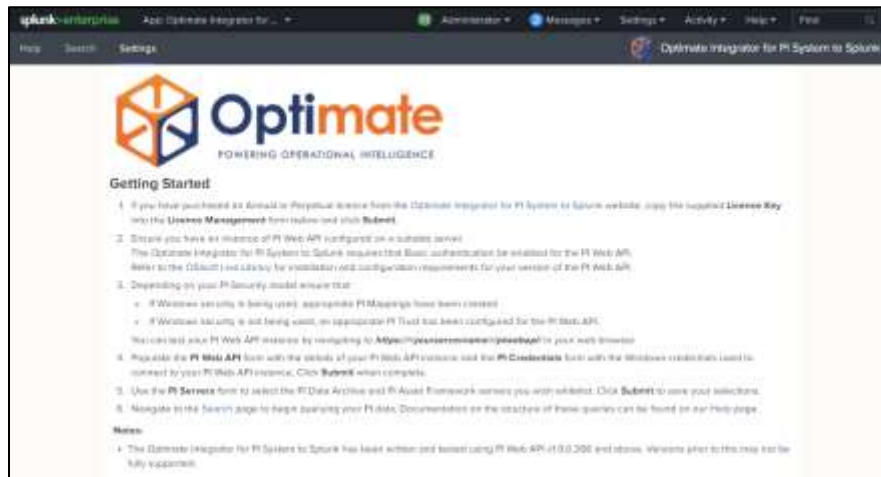 splunk>enterprise App: Optimate Integrator for ... Administrator Messages Settings Activity Help Find
Help Search Settings Optimate Integrator for PI System to Splunk
Optimate
POWERING OPERATIONAL INTELLIGENCE
Getting Started
1. If you have purchased an Annual or Perpetual licence from the Optimate Integrator for PI System to Splunk website, copy the supplied Licence Key
into the Licence Management form below and click Submit.
2. Ensure you have an instance of PI Web API configured on a suitable server.
The Optimate Integrator for PI System to Splunk requires that Basic authentication be enabled for the PI Web API.
Refer to the OSIsoft Live Library for installation and configuration requirements for your version of the PI Web API.
3. Depending on your PI Security model ensure that:
If Windows security is being used, appropriate PI Mappings have been created
If Windows security is not being used, an appropriate PI Trust has been configured for the PI Web API.
You can test your PI Web API instance by navigating to https://<yourservername>/piwebapi in your web browser
4. Populate the PI Web API form with the details of your PI Web API instance and the PI Credentials form with the Windows credentials used to
connect to your PI Web API instance. Click Submit when complete.
5. Use the PI Servers form to select the PI Data Archive and PI Asset Framework servers you wish whitelist. Click Submit to save your selections.
6. Navigate to the Search page to begin querying your PI data. Documentation on the structure of these queries can be found on our Help page.
Notes:
The Optimate Integrator for PI System to Splunk has been written and tested using PI Web API v1.9.0.266 and above. Versions prior to this may not be
fully supported.